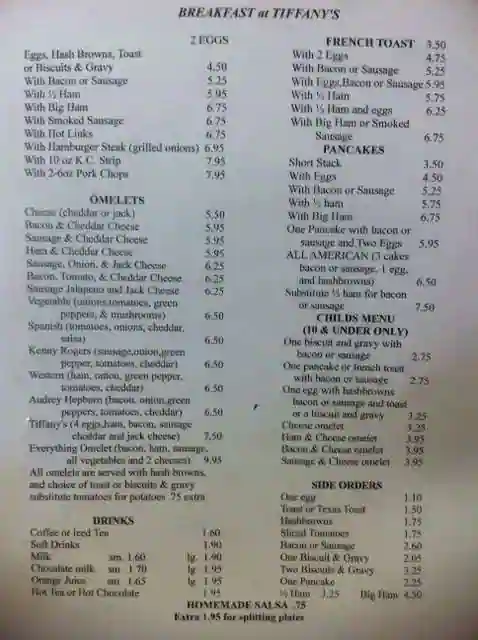 BREAKFAST at TIFFANY'S
2 EGGS
Eggs, Hash Browns, Toast
or Biscuits & Gravy 4.50
With Bacon or Sausage 5.25
With ½ Ham 5.95
With Big Ham 6.75
With Smoked Sausage 6.75
With Hot Links 6.75
With Hamburger Steak (grilled onions) 6.95
With 10 oz K.C. Strip 7.95
With 2-6oz Pork Chops 7.95
OMELETS
Cheese (cheddar or jack) 5.50
Bacon & Cheddar Cheese 5.95
Sausage & Cheddar Cheese 5.95
Ham & Cheddar Cheese 5.95
Sausage, Onion, & Jack Cheese 6.25
Bacon, Tomato, & Cheddar Cheese 6.25
Sausage Jalapeno and Jack Cheese 6.25
Vegetable (onions,tomatoes, green
peppers, & mushrooms) 6.50
Spanish (tomatoes, onions, cheddar,
salsa) 6.50
Kenny Rogers (sausage,onion,green
pepper, tomatoes, cheddar) 6.50
Western (ham, onion, green pepper,
tomatoes, cheddar) 6.50
Audrey Hepburn (bacon, onion,green
peppers, tomatoes, cheddar) 6.50
Tiffany's (4 eggs,ham, bacon, sausage
cheddar and jack cheese) 7.50
Everything Omelet (bacon, ham, sausage,
all vegetables and 2 cheeses) 9.95
All omelets are served with hash browns,
and choice of toast or biscuits & gravy
substitute tomatoes for potatoes .75 extra
DRINKS
Coffee or Iced Tea 1.60
Soft Drinks 1.90
Milk sm. 1.60 lg. 1.90
Chocolate milk sm 1.70 lg. 1.95
Orange Juice sm 1.65 lg 1.95
Hot Tea or Hot Chocolate 1.95
FRENCH TOAST 3.50
With 2 Eggs 4.75
With Bacon or Sausage 5.25
With Eggs,Bacon or Sausage 5.95
With ½ Ham 5.75
With ½ Ham and eggs 6.25
With Big Ham or Smoked
Sausage 6.75
PANCAKES
Short Stack 3.50
With Eggs 4.50
With Bacon or Sausage 5.25
With ½ ham 5.75
With Big Ham 6.75
One Pancake with bacon or
sausage and Two Eggs 5.95
ALL AMERICAN (3 cakes
bacon or sausage, 1 egg,
and hashbrowns) 6.50
Substitute ½ ham for bacon
or sausage 7.50
CHILDS MENU
(10 & UNDER ONLY)
One biscuit and gravy with
bacon or sausage 2.75
One pancake or french toast
with bacon or sausage 2.75
One egg with hashbrowns
bacon or sausage and toast
or a biscuit and gravy 3.25
Cheese omelet 3.25
Ham & Cheese omelet 3.95
Bacon & Cheese omelet 3.95
Sausage & Cheese omelet 3.95
SIDE ORDERS
One egg 1.10
Toast or Texas Toast 1.50
Hashbrowns 1.75
Sliced Tomatoes 1.75
Bacon or Sausage 2.60
One Biscuit & Gravy 2.05
Two Biscuits & Gravy 3.25
One Pancake 2.25
½ Ham 3.25 Big Ham 4.50
HOMEMADE SALSA .75
Extra 1.95 for splitting plates